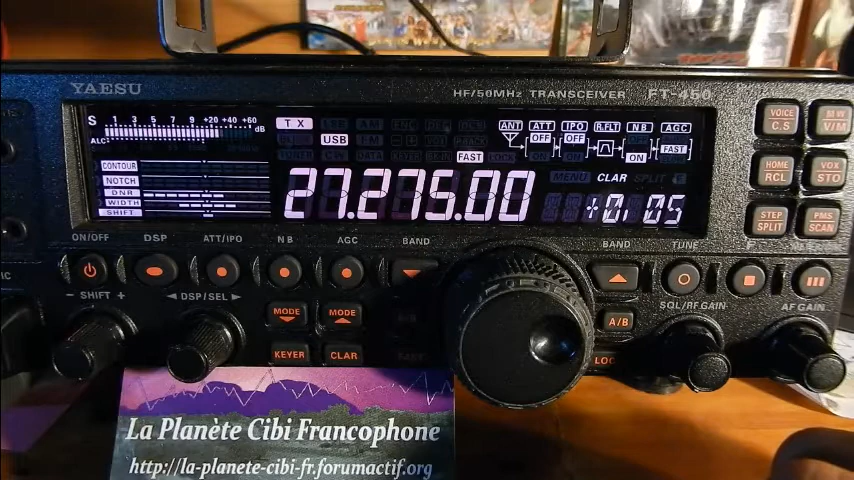 YAESU
HF/50MHz TRANSCEIVER FT-450
S 1 3 5 7 9 +20 +40 +60 dB
ALC
TX
USB
FAST
ANT ATT IPO R.FLT NB AGC
OFF OFF ON FAST
CONTOUR
NOTCH
DNR
WIDTH
SHIFT
27.275.00
MENU CLAR SPLIT
+0.05
VOICE C.S
M W V/M
HOME RCL
VOX STO
STEP SPLIT
PMS SCAN
ON/OFF DSP ATT/IPO NB AGC BAND
BAND TUNE
− SHIFT +
◄ DSP/SEL ►
MODE
MODE
KEYER
CLAR
A/B
LOC
SQL/RF GAIN
AF GAIN
La Planète Cibi Francophone
http://la-planete-cibi-fr.forumactif.org